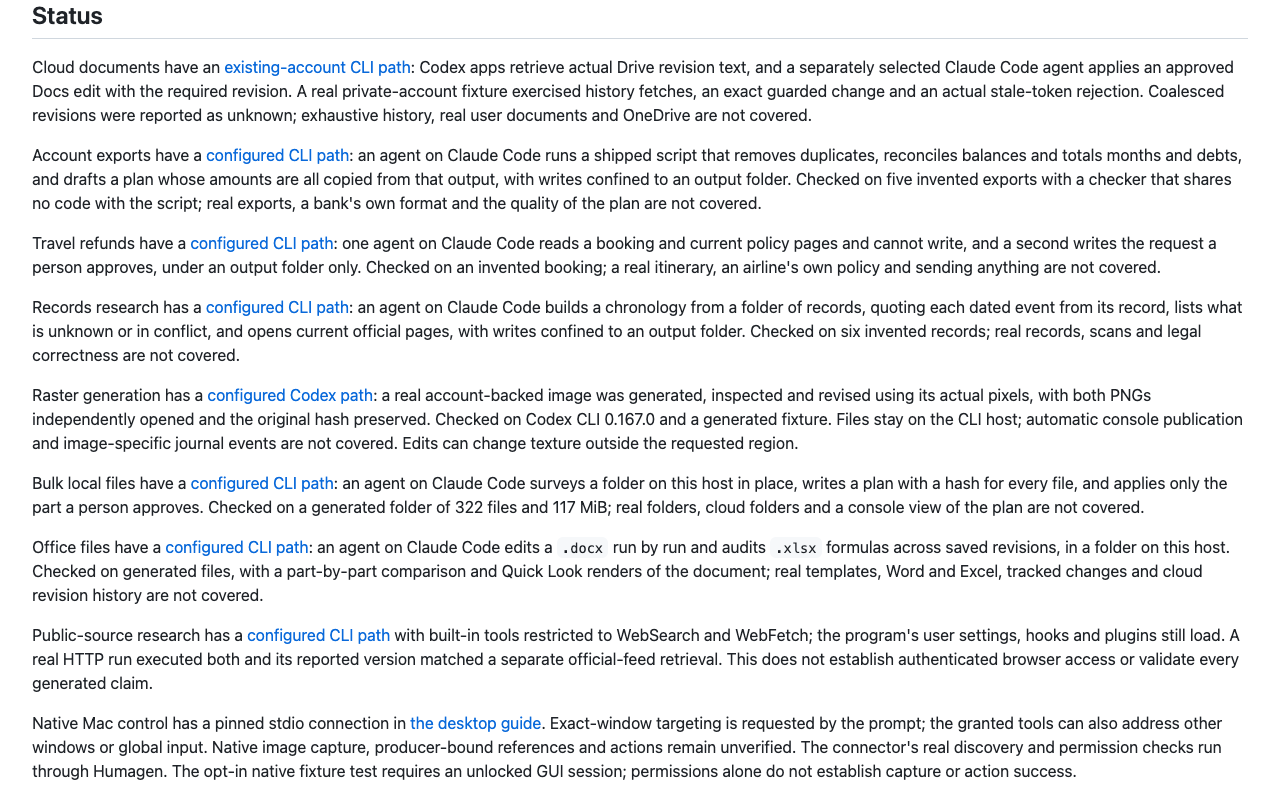 Status
Cloud documents have an existing-account CLI path: Codex apps retrieve actual Drive revision text, and a separately selected Claude Code agent applies an approved
Docs edit with the required revision. A real private-account fixture exercised history fetches, an exact guarded change and an actual stale-token rejection. Coalesced
revisions were reported as unknown; exhaustive history, real user documents and OneDrive are not covered.
Account exports have a configured CLI path: an agent on Claude Code runs a shipped script that removes duplicates, reconciles balances and totals months and debts,
and drafts a plan whose amounts are all copied from that output, with writes confined to an output folder. Checked on five invented exports with a checker that shares
no code with the script; real exports, a bank's own format and the quality of the plan are not covered.
Travel refunds have a configured CLI path: one agent on Claude Code reads a booking and current policy pages and cannot write, and a second writes the request a
person approves, under an output folder only. Checked on an invented booking; a real itinerary, an airline's own policy and sending anything are not covered.
Records research has a configured CLI path: an agent on Claude Code builds a chronology from a folder of records, quoting each dated event from its record, lists what
is unknown or in conflict, and opens current official pages, with writes confined to an output folder. Checked on six invented records; real records, scans and legal
correctness are not covered.
Raster generation has a configured Codex path: a real account-backed image was generated, inspected and revised using its actual pixels, with both PNGs
independently opened and the original hash preserved. Checked on Codex CLI 0.167.0 and a generated fixture. Files stay on the CLI host; automatic console publication
and image-specific journal events are not covered. Edits can change texture outside the requested region.
Bulk local files have a configured CLI path: an agent on Claude Code surveys a folder on this host in place, writes a plan with a hash for every file, and applies only the
part a person approves. Checked on a generated folder of 322 files and 117 MiB; real folders, cloud folders and a console view of the plan are not covered.
Office files have a configured CLI path: an agent on Claude Code edits a .docx run by run and audits .xlsx formulas across saved revisions, in a folder on this host.
Checked on generated files, with a part-by-part comparison and Quick Look renders of the document; real templates, Word and Excel, tracked changes and cloud
revision history are not covered.
Public-source research has a configured CLI path with built-in tools restricted to WebSearch and WebFetch; the program's user settings, hooks and plugins still load. A
real HTTP run executed both and its reported version matched a separate official-feed retrieval. This does not establish authenticated browser access or validate every
generated claim.
Native Mac control has a pinned stdio connection in the desktop guide. Exact-window targeting is requested by the prompt; the granted tools can also address other
windows or global input. Native image capture, producer-bound references and actions remain unverified. The connector's real discovery and permission checks run
through Humagen. The opt-in native fixture test requires an unlocked GUI session; permissions alone do not establish capture or action success.